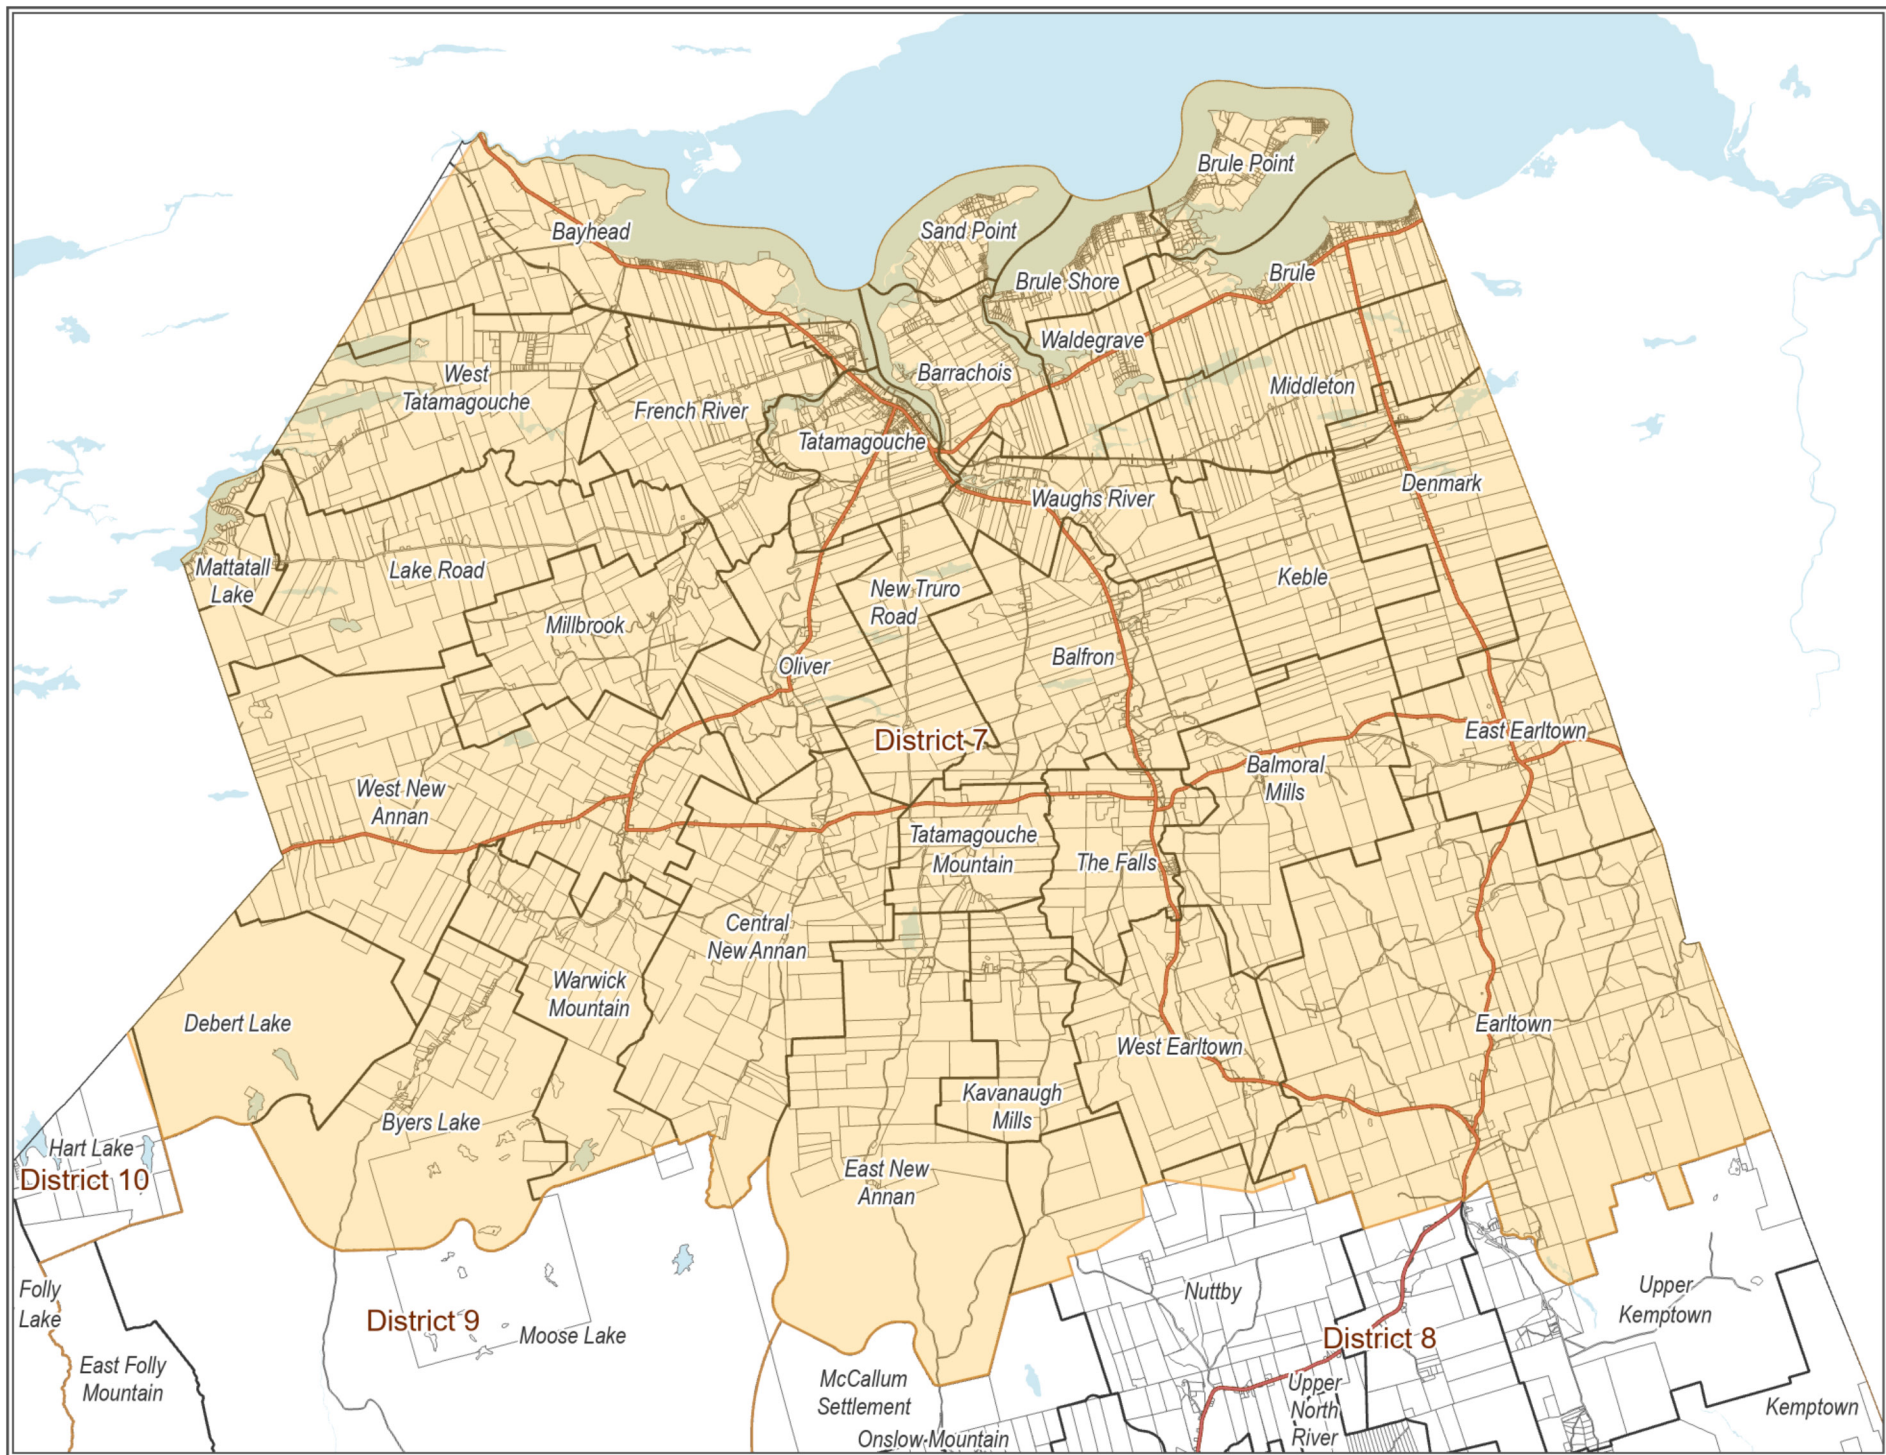 Brule Point
Bayhead
Sand Point
Brule Shore
Brule
Waldegrave
West
Tatamagouche
Barrachois
Middleton
French River
Tatamagouche
Denmark
Waughs River
Mattatall
Lake
Lake Road
New Truro
Road
Keble
Millbrook
Oliver
Balfron
District 7
East Earltown
West New
Annan
Balmoral
Mills
Tatamagouche
Mountain
The Falls
Central
New Annan
Warwick
Mountain
Debert Lake
Earltown
West Earltown
Byers Lake
Kavanaugh
Mills
Hart Lake
District 10
East New
Annan
Folly
Lake
Nuttby
Upper
Kemptown
District 9
Moose Lake
District 8
East Folly
Mountain
McCallum
Settlement
Upper
North
River
Kemptown
Onslow Mountain